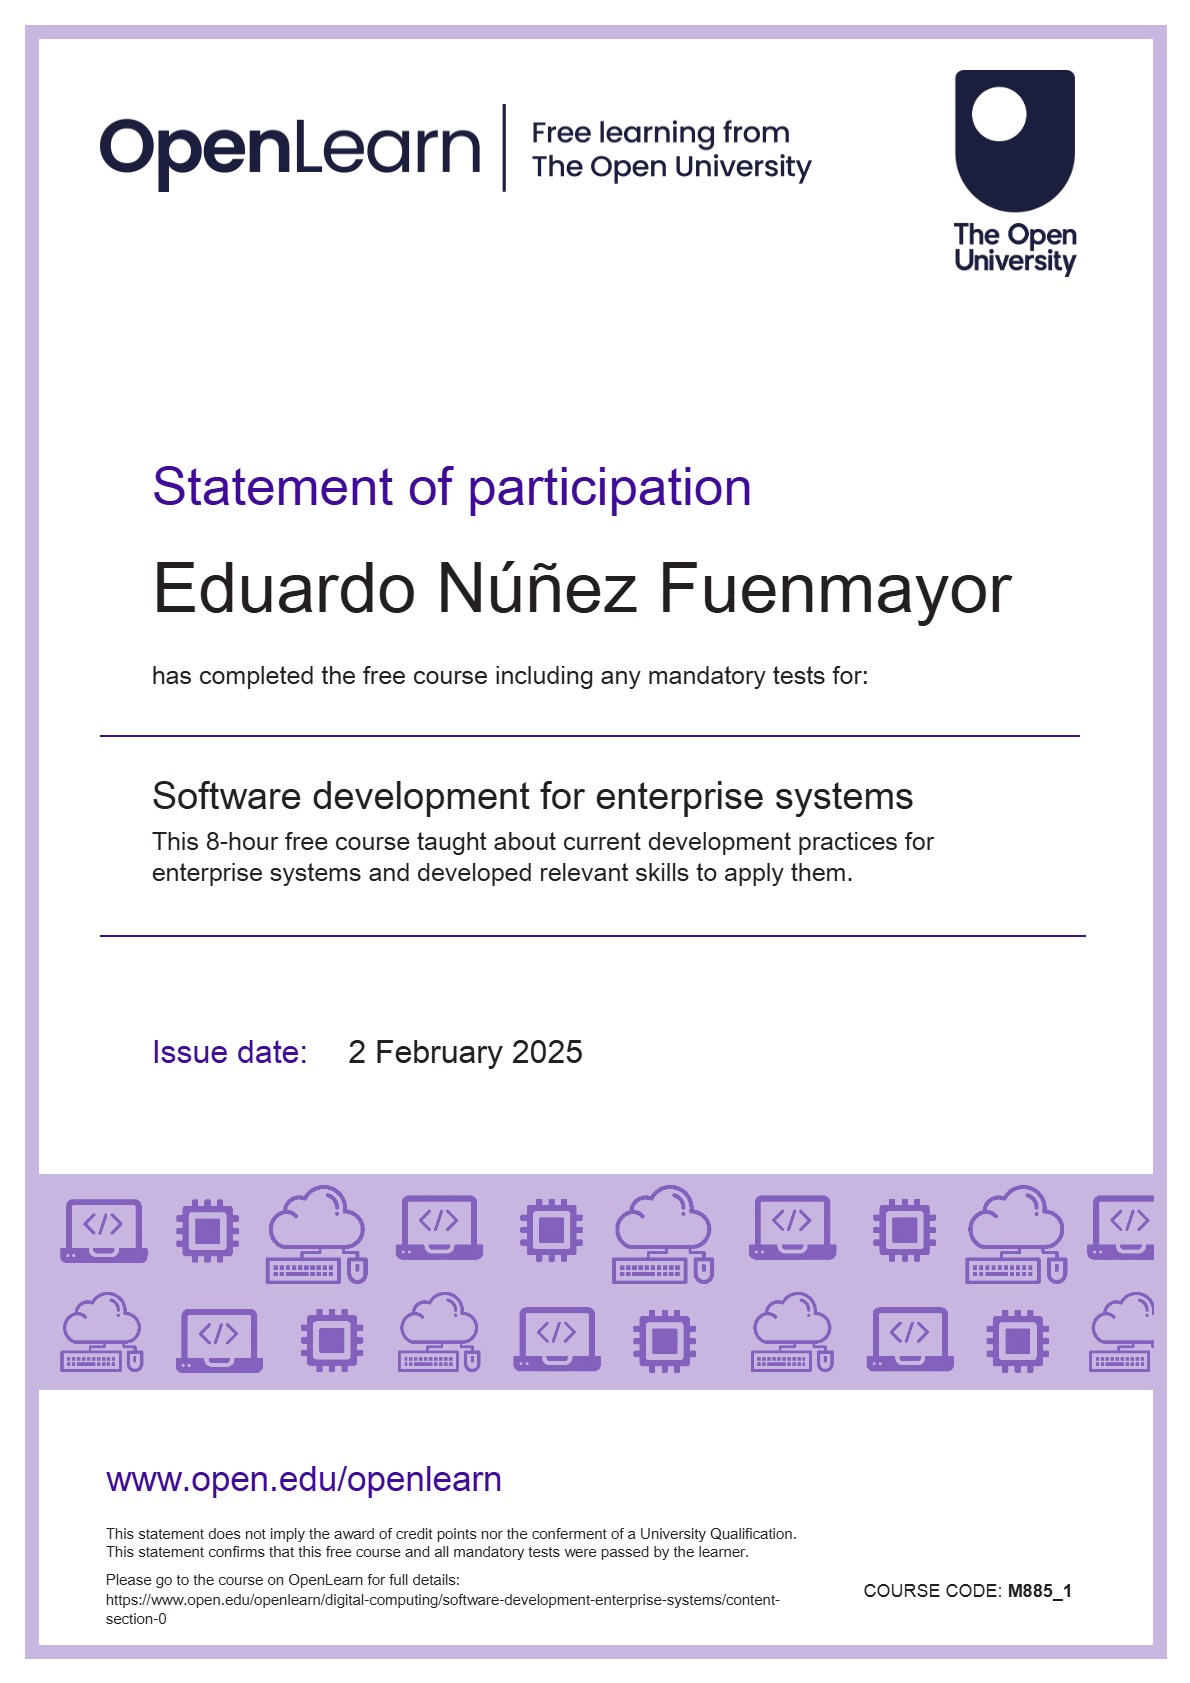 OpenLearn
Free learning from
The Open University
The Open
University
Statement of participation
Eduardo Núñez Fuenmayor
has completed the free course including any mandatory tests for:
Software development for enterprise systems
This 8-hour free course taught about current development practices for
enterprise systems and developed relevant skills to apply them.
Issue date: 2 February 2025
www.open.edu/openlearn
This statement does not imply the award of credit points nor the conferment of a University Qualification.
This statement confirms that this free course and all mandatory tests were passed by the learner.
Please go to the course on OpenLearn for full details:
https://www.open.edu/openlearn/digital-computing/software-development-enterprise-systems/content-
section-0
COURSE CODE: M885_1